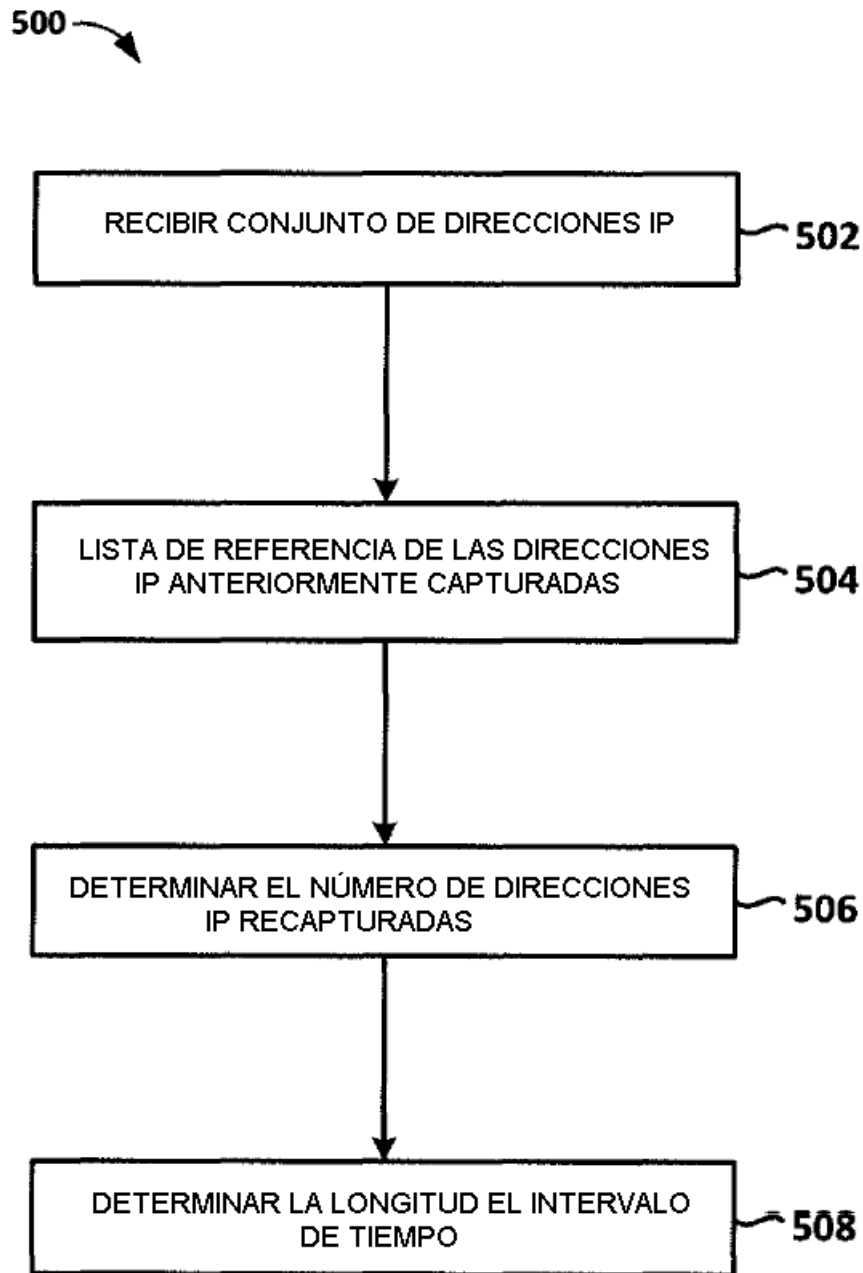 500
RECIBIR CONJUNTO DE DIRECCIONES IP
502
LISTA DE REFERENCIA DE LAS DIRECCIONES
IP ANTERIORMENTE CAPTURADAS
504
DETERMINAR EL NÚMERO DE DIRECCIONES
IP RECAPTURADAS
506
DETERMINAR LA LONGITUD EL INTERVALO
DE TIEMPO
508